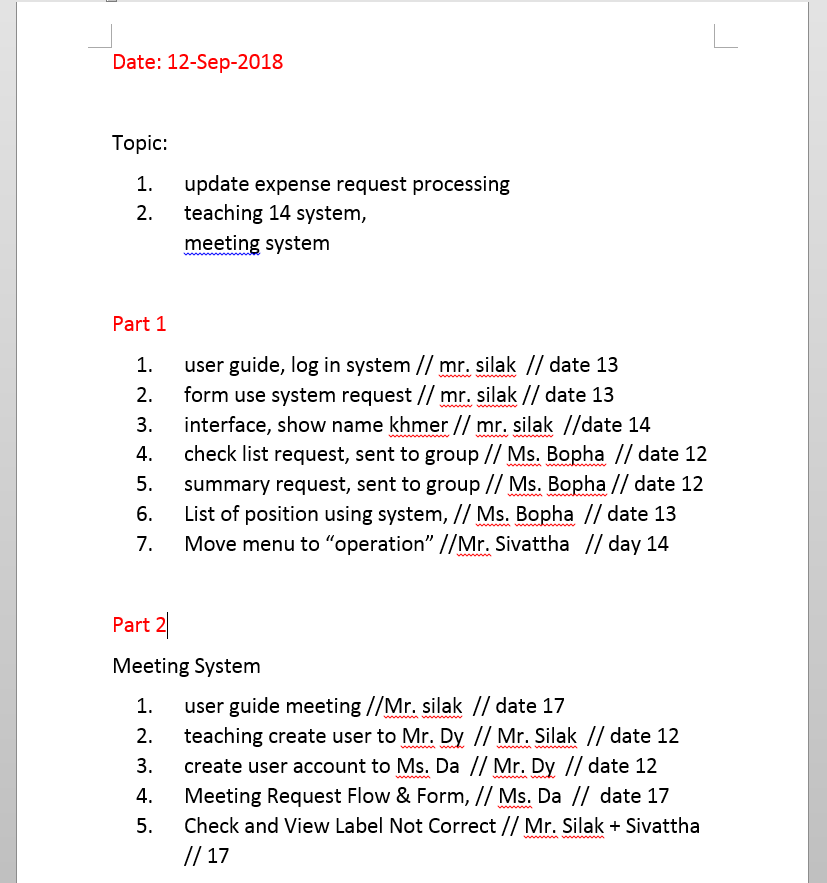 Date: 12-Sep-2018
Topic:
1. update expense request processing
2. teaching 14 system,
meeting system
Part 1
1. user guide, log in system // mr. silak // date 13
2. form use system request // mr. silak // date 13
3. interface, show name khmer // mr. silak //date 14
4. check list request, sent to group // Ms. Bopha // date 12
5. summary request, sent to group // Ms. Bopha // date 12
6. List of position using system, // Ms. Bopha // date 13
7. Move menu to “operation” //Mr. Sivattha // day 14
Part 2
Meeting System
1. user guide meeting //Mr. silak // date 17
2. teaching create user to Mr. Dy // Mr. Silak // date 12
3. create user account to Ms. Da // Mr. Dy // date 12
4. Meeting Request Flow & Form, // Ms. Da // date 17
5. Check and View Label Not Correct // Mr. Silak + Sivattha
// 17